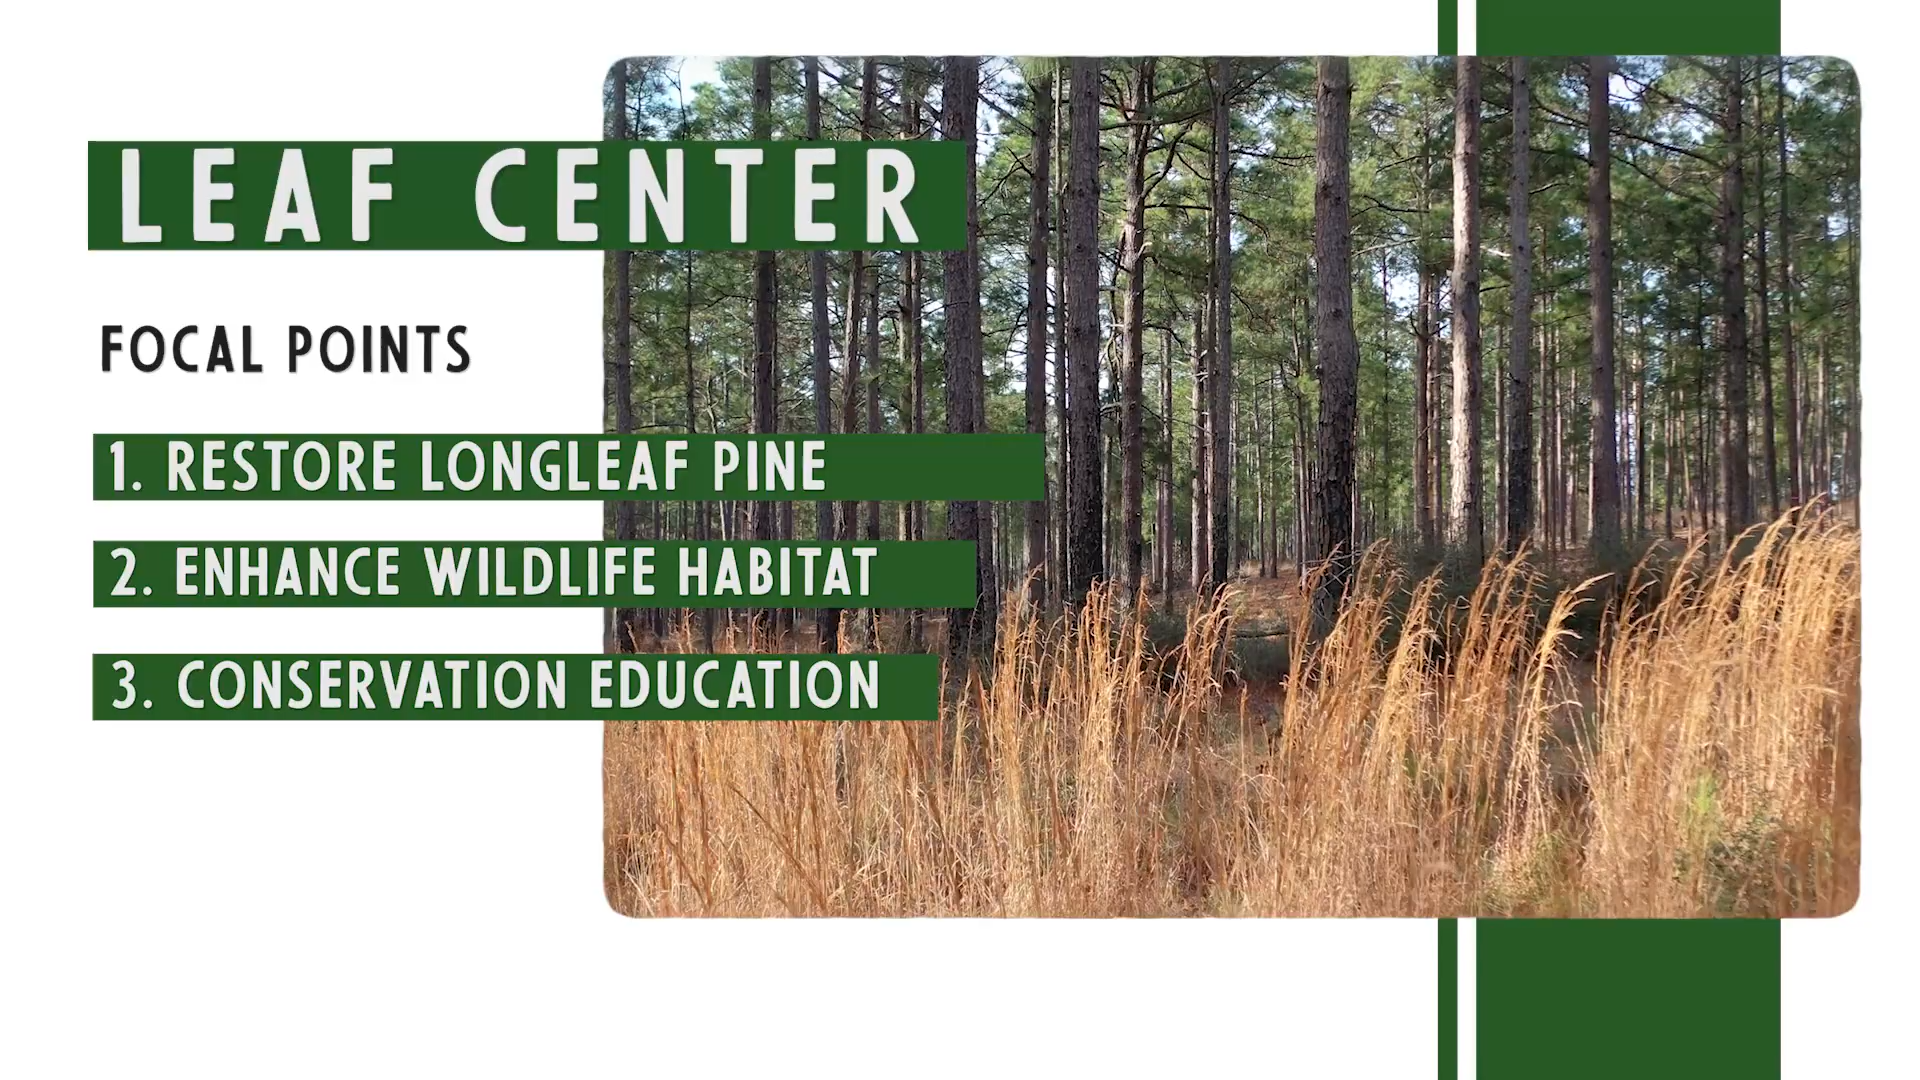 LEAF CENTER
FOCAL POINTS
1. RESTORE LONGLEAF PINE
2. ENHANCE WILDLIFE HABITAT
3. CONSERVATION EDUCATION